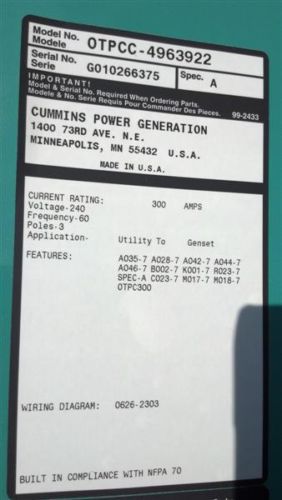 Model No. OTPCC-4963922
Modele
Serial No. G010266375 Spec. A
Serie
IMPORTANT!
Model & Serial No. Required When Ordering Parts.
Modele & No. Serie Requis Pour Commander Des Pieces. 99-2433
CUMMINS POWER GENERATION
1400 73RD AVE. N.E.
MINNEAPOLIS, MN 55432 U.S.A.
MADE IN U.S.A.
CURRENT RATING: 300 AMPS
Voltage-240
Frequency-60
Poles-3
Application- Utility To Genset
FEATURES: A035-7 A028-7 A042-7 A044-7
A046-7 B002-7 K001-7 R023-7
SPEC-A C023-7 M017-7 M018-7
OTPC300
WIRING DIAGRAM: 0626-2303
BUILT IN COMPLIANCE WITH NFPA 70